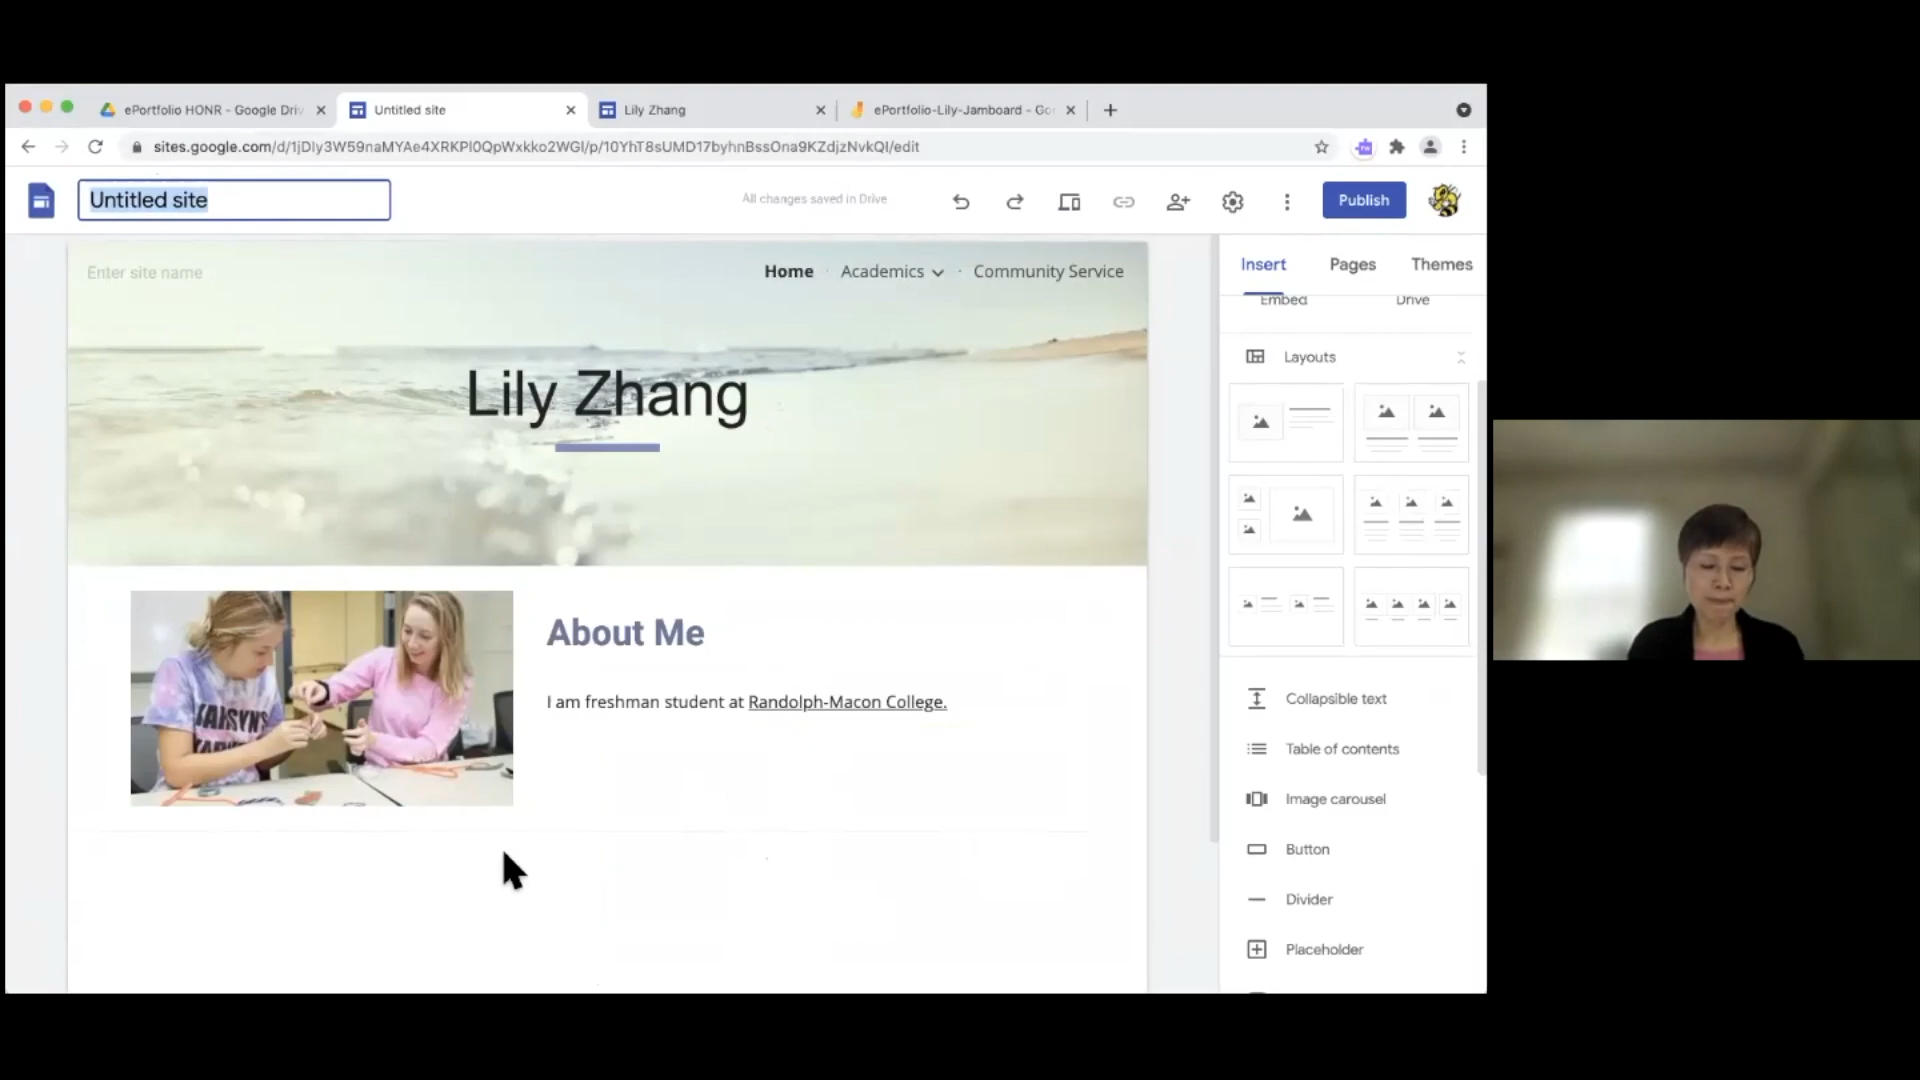 ePortfolio HONR - Google Driv
Untitled site
Lily Zhang
ePortfolio-Lily-Jamboard - Goo
sites.google.com/d/1jDIy3W59naMYAe4XRKPl0QpWxkko2WGl/p/10YhT8sUMD17byhnBssOna9KZdjzNvkQl/edit
Untitled site
All changes saved in Drive
Publish
Enter site name
Home
Academics
Community Service
Insert
Pages
Themes
Embed
Drive
Layouts
Lily Zhang
About Me
I am freshman student at Randolph-Macon College.
Collapsible text
Table of contents
Image carousel
Button
Divider
Placeholder